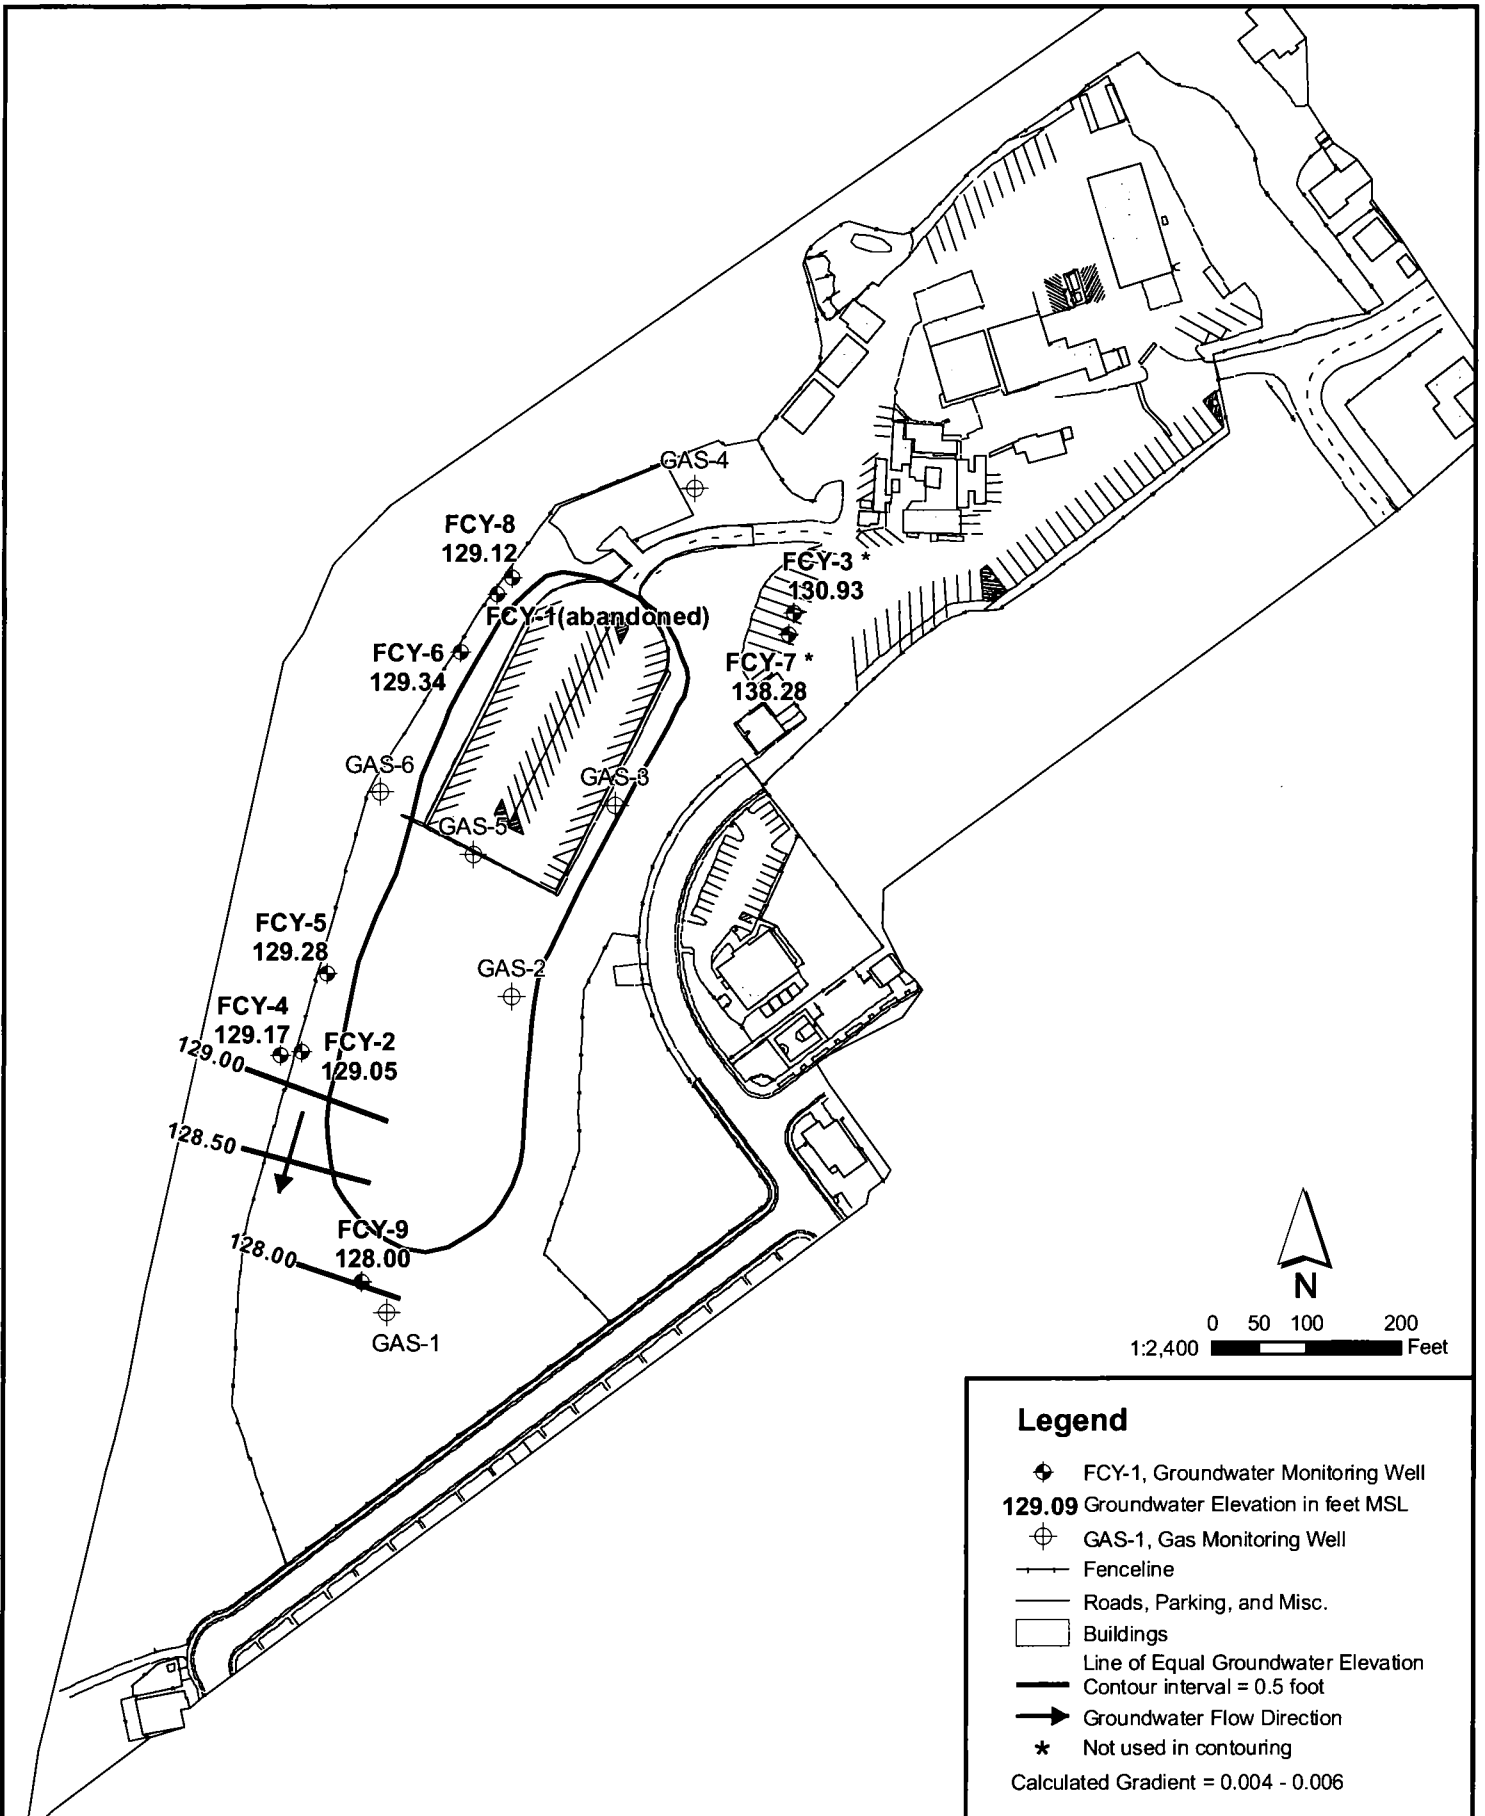 GAS-4
FCY-8
129.12
FCY-3 *
130.93
FCY-1(abandoned)
FCY-6
129.34
FCY-7 *
138.28
GAS-6
GAS-3
GAS-5
FCY-5
129.28
GAS-2
FCY-4
129.17
FCY-2
129.05
129.00
128.50
FCY-9
128.00
128.00
GAS-1
N
0 50 100 200
1:2,400 Feet
Legend
FCY-1, Groundwater Monitoring Well
129.09 Groundwater Elevation in feet MSL
GAS-1, Gas Monitoring Well
Fenceline
Roads, Parking, and Misc.
Buildings
Line of Equal Groundwater Elevation
Contour interval = 0.5 foot
Groundwater Flow Direction
* Not used in contouring
Calculated Gradient = 0.004 - 0.006